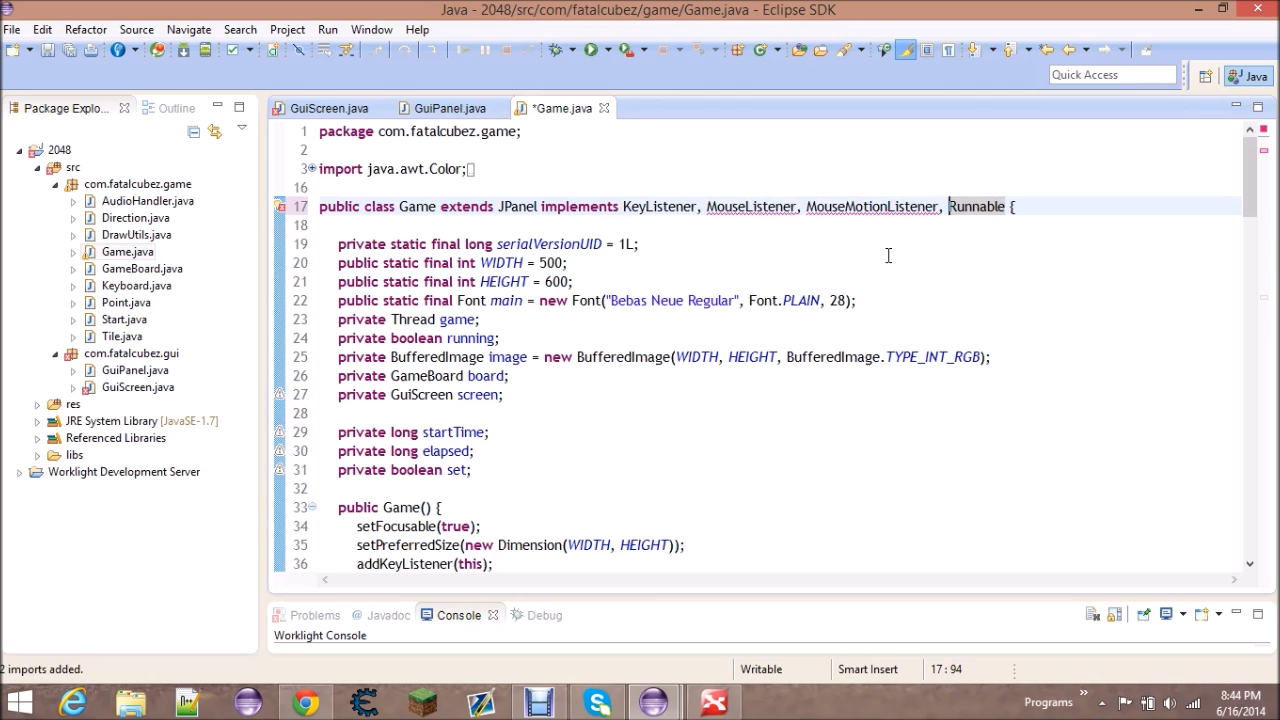 Java - 2048/src/com/fatalcubez/game/Game.java - Eclipse SDK
File Edit Refactor Source Navigate Search Project Run Window Help
Quick Access
Java
Package Explo...
Outline
GuiScreen.java
GuiPanel.java
*Game.java
2048
src
com.fatalcubez.game
AudioHandler.java
Direction.java
DrawUtils.java
Game.java
GameBoard.java
Keyboard.java
Point.java
Start.java
Tile.java
com.fatalcubez.gui
GuiPanel.java
GuiScreen.java
res
JRE System Library [JavaSE-1.7]
Referenced Libraries
libs
Worklight Development Server
1 package com.fatalcubez.game;
2
3 import java.awt.Color;
16
17 public class Game extends JPanel implements KeyListener, MouseListener, MouseMotionListener, Runnable {
18
19 private static final long serialVersionUID = 1L;
20 public static final int WIDTH = 500;
21 public static final int HEIGHT = 600;
22 public static final Font main = new Font("Bebas Neue Regular", Font.PLAIN, 28);
23 private Thread game;
24 private boolean running;
25 private BufferedImage image = new BufferedImage(WIDTH, HEIGHT, BufferedImage.TYPE_INT_RGB);
26 private GameBoard board;
27 private GuiScreen screen;
28
29 private long startTime;
30 private long elapsed;
31 private boolean set;
32
33 public Game() {
34 setFocusable(true);
35 setPreferredSize(new Dimension(WIDTH, HEIGHT));
36 addKeyListener(this);
Problems
Javadoc
Console
Debug
Worklight Console
2 imports added.
Writable
Smart Insert
17 : 94
Programs
8:44 PM
6/16/2014